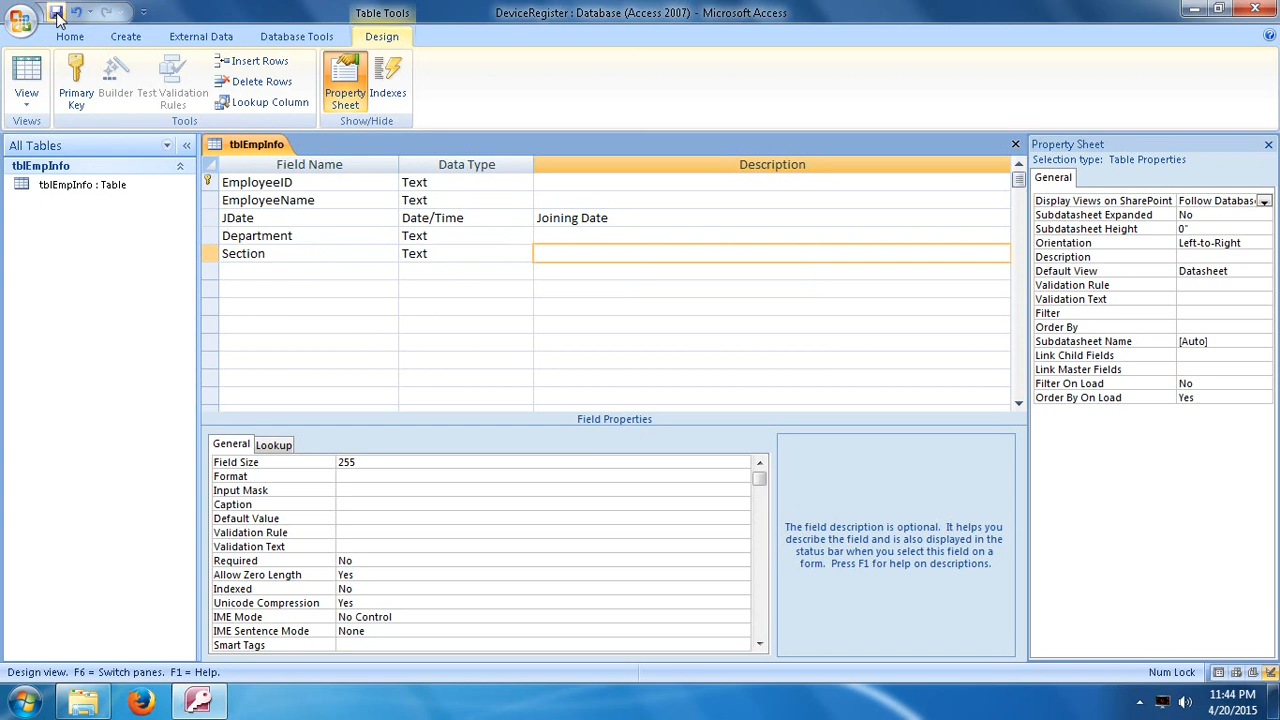 Table Tools
DeviceRegister : Database (Access 2007) - Microsoft Access
Home Create External Data Database Tools Design
View
Views
Primary Key
Builder
Test Validation Rules
Insert Rows
Delete Rows
Lookup Column
Tools
Property Sheet
Indexes
Show/Hide
All Tables
tblEmpInfo
tblEmpInfo : Table
tblEmpInfo
Field Name Data Type Description
EmployeeID Text
EmployeeName Text
JDate Date/Time Joining Date
Department Text
Section Text
Field Properties
General Lookup
Field Size 255
Format
Input Mask
Caption
Default Value
Validation Rule
Validation Text
Required No
Allow Zero Length Yes
Indexed No
Unicode Compression Yes
IME Mode No Control
IME Sentence Mode None
Smart Tags
The field description is optional. It helps you
describe the field and is also displayed in the
status bar when you select this field on a
form. Press F1 for help on descriptions.
Property Sheet
Selection type: Table Properties
General
Display Views on SharePoint Follow Databas
Subdatasheet Expanded No
Subdatasheet Height 0"
Orientation Left-to-Right
Description
Default View Datasheet
Validation Rule
Validation Text
Filter
Order By
Subdatasheet Name [Auto]
Link Child Fields
Link Master Fields
Filter On Load No
Order By On Load Yes
Design view. F6 = Switch panes. F1 = Help.
Num Lock
11:44 PM
4/20/2015